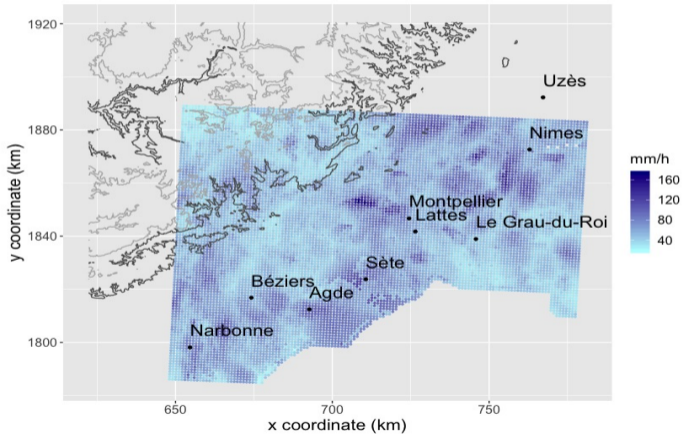 1920
Uzès
1880
Nimes
mm/h
160
120
80
40
y coordinate (km)
Montpellier
Lattes
Le Grau-du-Roi
1840
Sète
Béziers
Agde
Narbonne
1800
650
700
750
x coordinate (km)